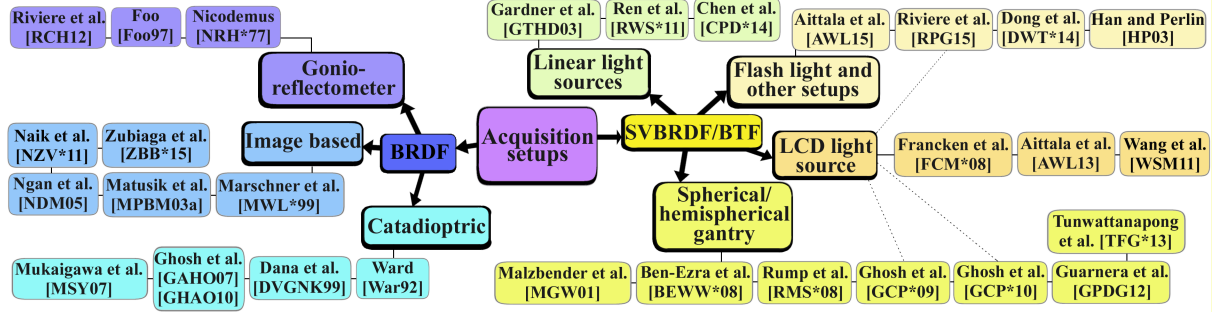 Riviere et al.
[RCH12]
Foo
[Foo97]
Nicodemus
[NRH*77]
Gonio-
reflectometer
Gardner et al.
[GTHD03]
Ren et al.
[RWS*11]
Chen et al.
[CPD*14]
Linear light
sources
Aittala et al.
[AWL15]
Riviere et al.
[RPG15]
Dong et al.
[DWT*14]
Han and Perlin
[HP03]
Flash light and
other setups
Naik et al.
[NZV*11]
Zubiaga et al.
[ZBB*15]
Image based
BRDF
Acquisition
setups
SVBRDF/BTF
LCD light
source
Francken et al.
[FCM*08]
Aittala et al.
[AWL13]
Wang et al.
[WSM11]
Ngan et al.
[NDM05]
Matusik et al.
[MPBM03a]
Marschner et al.
[MWL*99]
Catadioptric
Spherical/
hemispherical
gantry
Tunwattanapong
et al. [TFG*13]
Mukaigawa et al.
[MSY07]
Ghosh et al.
[GAHO07]
[GHAO10]
Dana et al.
[DVGNK99]
Ward
[War92]
Malzbender et al.
[MGW01]
Ben-Ezra et al.
[BEWW*08]
Rump et al.
[RMS*08]
Ghosh et al.
[GCP*09]
Ghosh et al.
[GCP*10]
Guarnera et al.
[GPDG12]